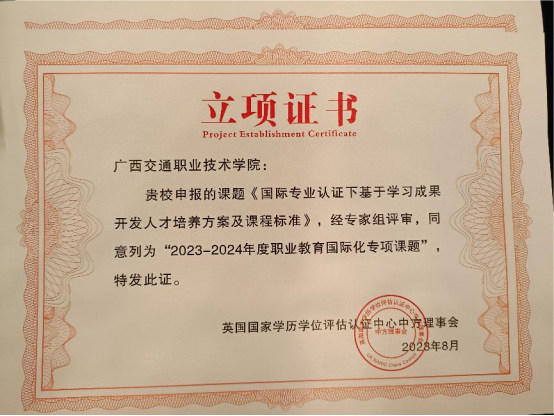 立项证书
Project Establishment Certificate
广西交通职业技术学院：
贵校申报的课题《国际专业认证下基于学习成果
开发人才培养方案及课程标准》，经专家组评审，同
意列为“2023-2024年度职业教育国际化专项课题”，
特发此证。
英国国家学历学位评估认证中心中方理事会
2023年8月
中方理事会